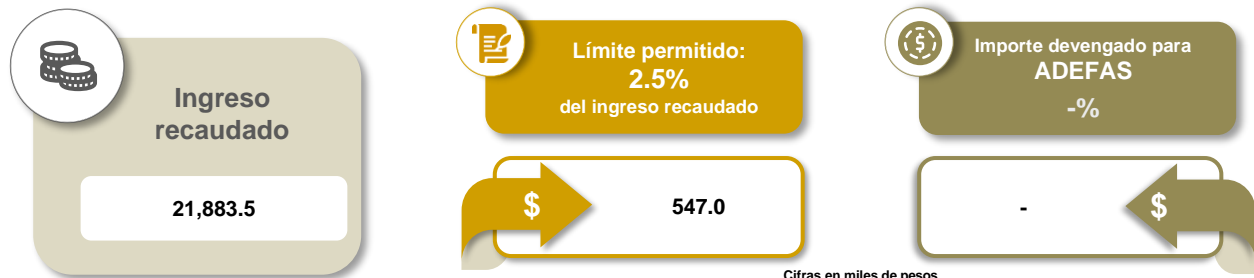 Ingreso
recaudado
21,883.5
Límite permitido:
2.5%
del ingreso recaudado
$
547.0
Importe devengado para
ADEFAS
-%
-
$
Cifras en miles de pesos